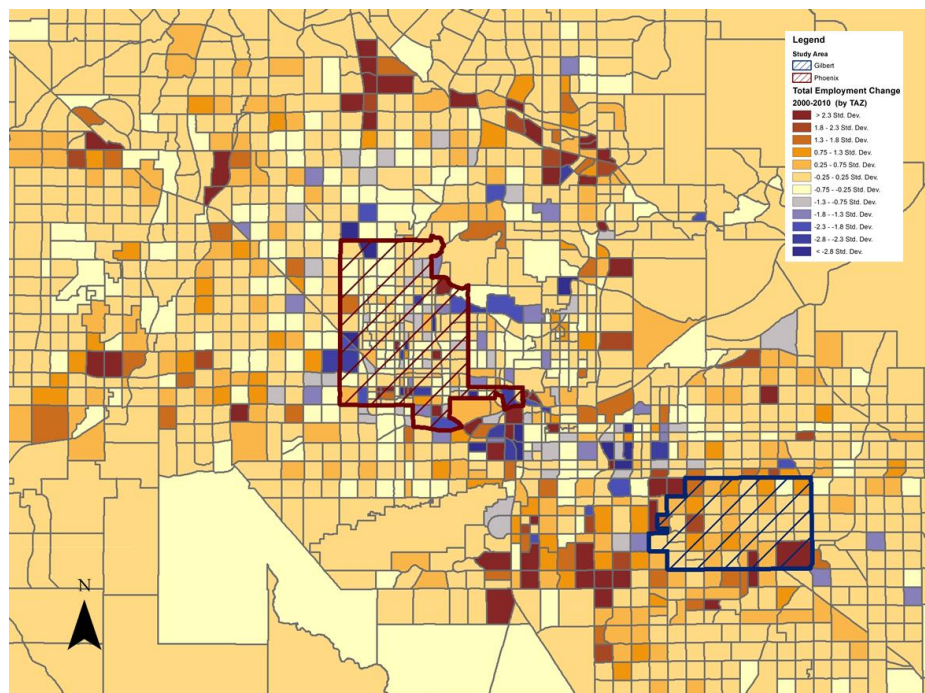 Legend
Study Area
Gilbert
Phoenix
Total Employment Change
2000-2010 (by TAZ)
> 2.3 Std. Dev.
1.8 - 2.3 Std. Dev.
1.3 - 1.8 Std. Dev.
0.75 - 1.3 Std. Dev.
0.25 - 0.75 Std. Dev.
-0.25 - 0.25 Std. Dev.
-0.75 - -0.25 Std. Dev.
-1.3 - -0.75 Std. Dev.
-1.8 - -1.3 Std. Dev.
-2.3 - -1.8 Std. Dev.
-2.8 - -2.3 Std. Dev.
< -2.8 Std. Dev.
N